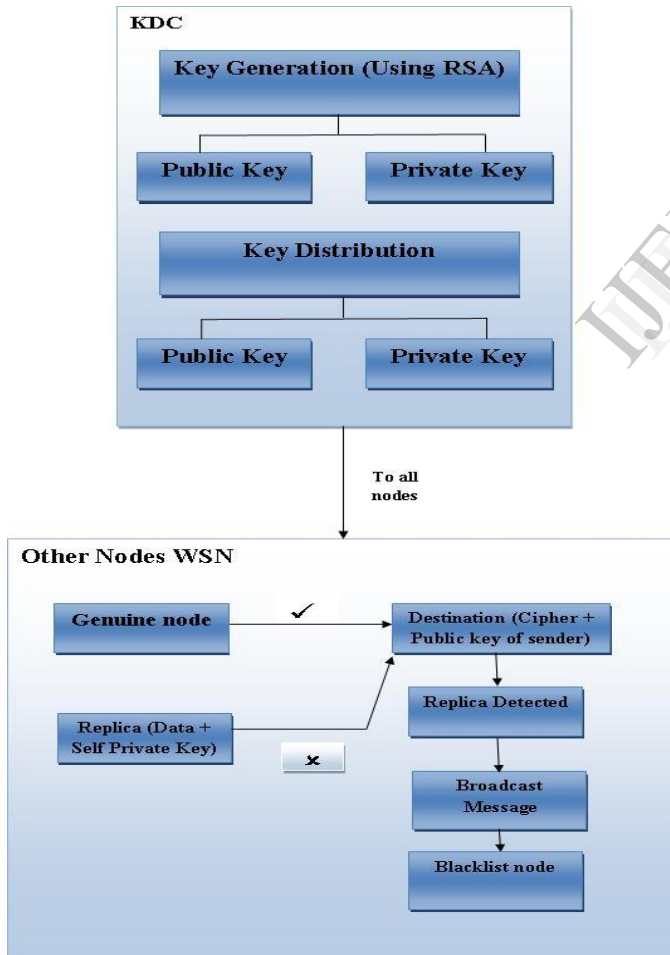 KDC
Key Generation (Using RSA)
Public Key
Private Key
Key Distribution
Public Key
Private Key
To all
nodes
Other Nodes WSN
Genuine node
Destination (Cipher +
Public key of sender)
Replica (Data +
Self Private Key)
Replica Detected
Broadcast
Message
Blacklist node